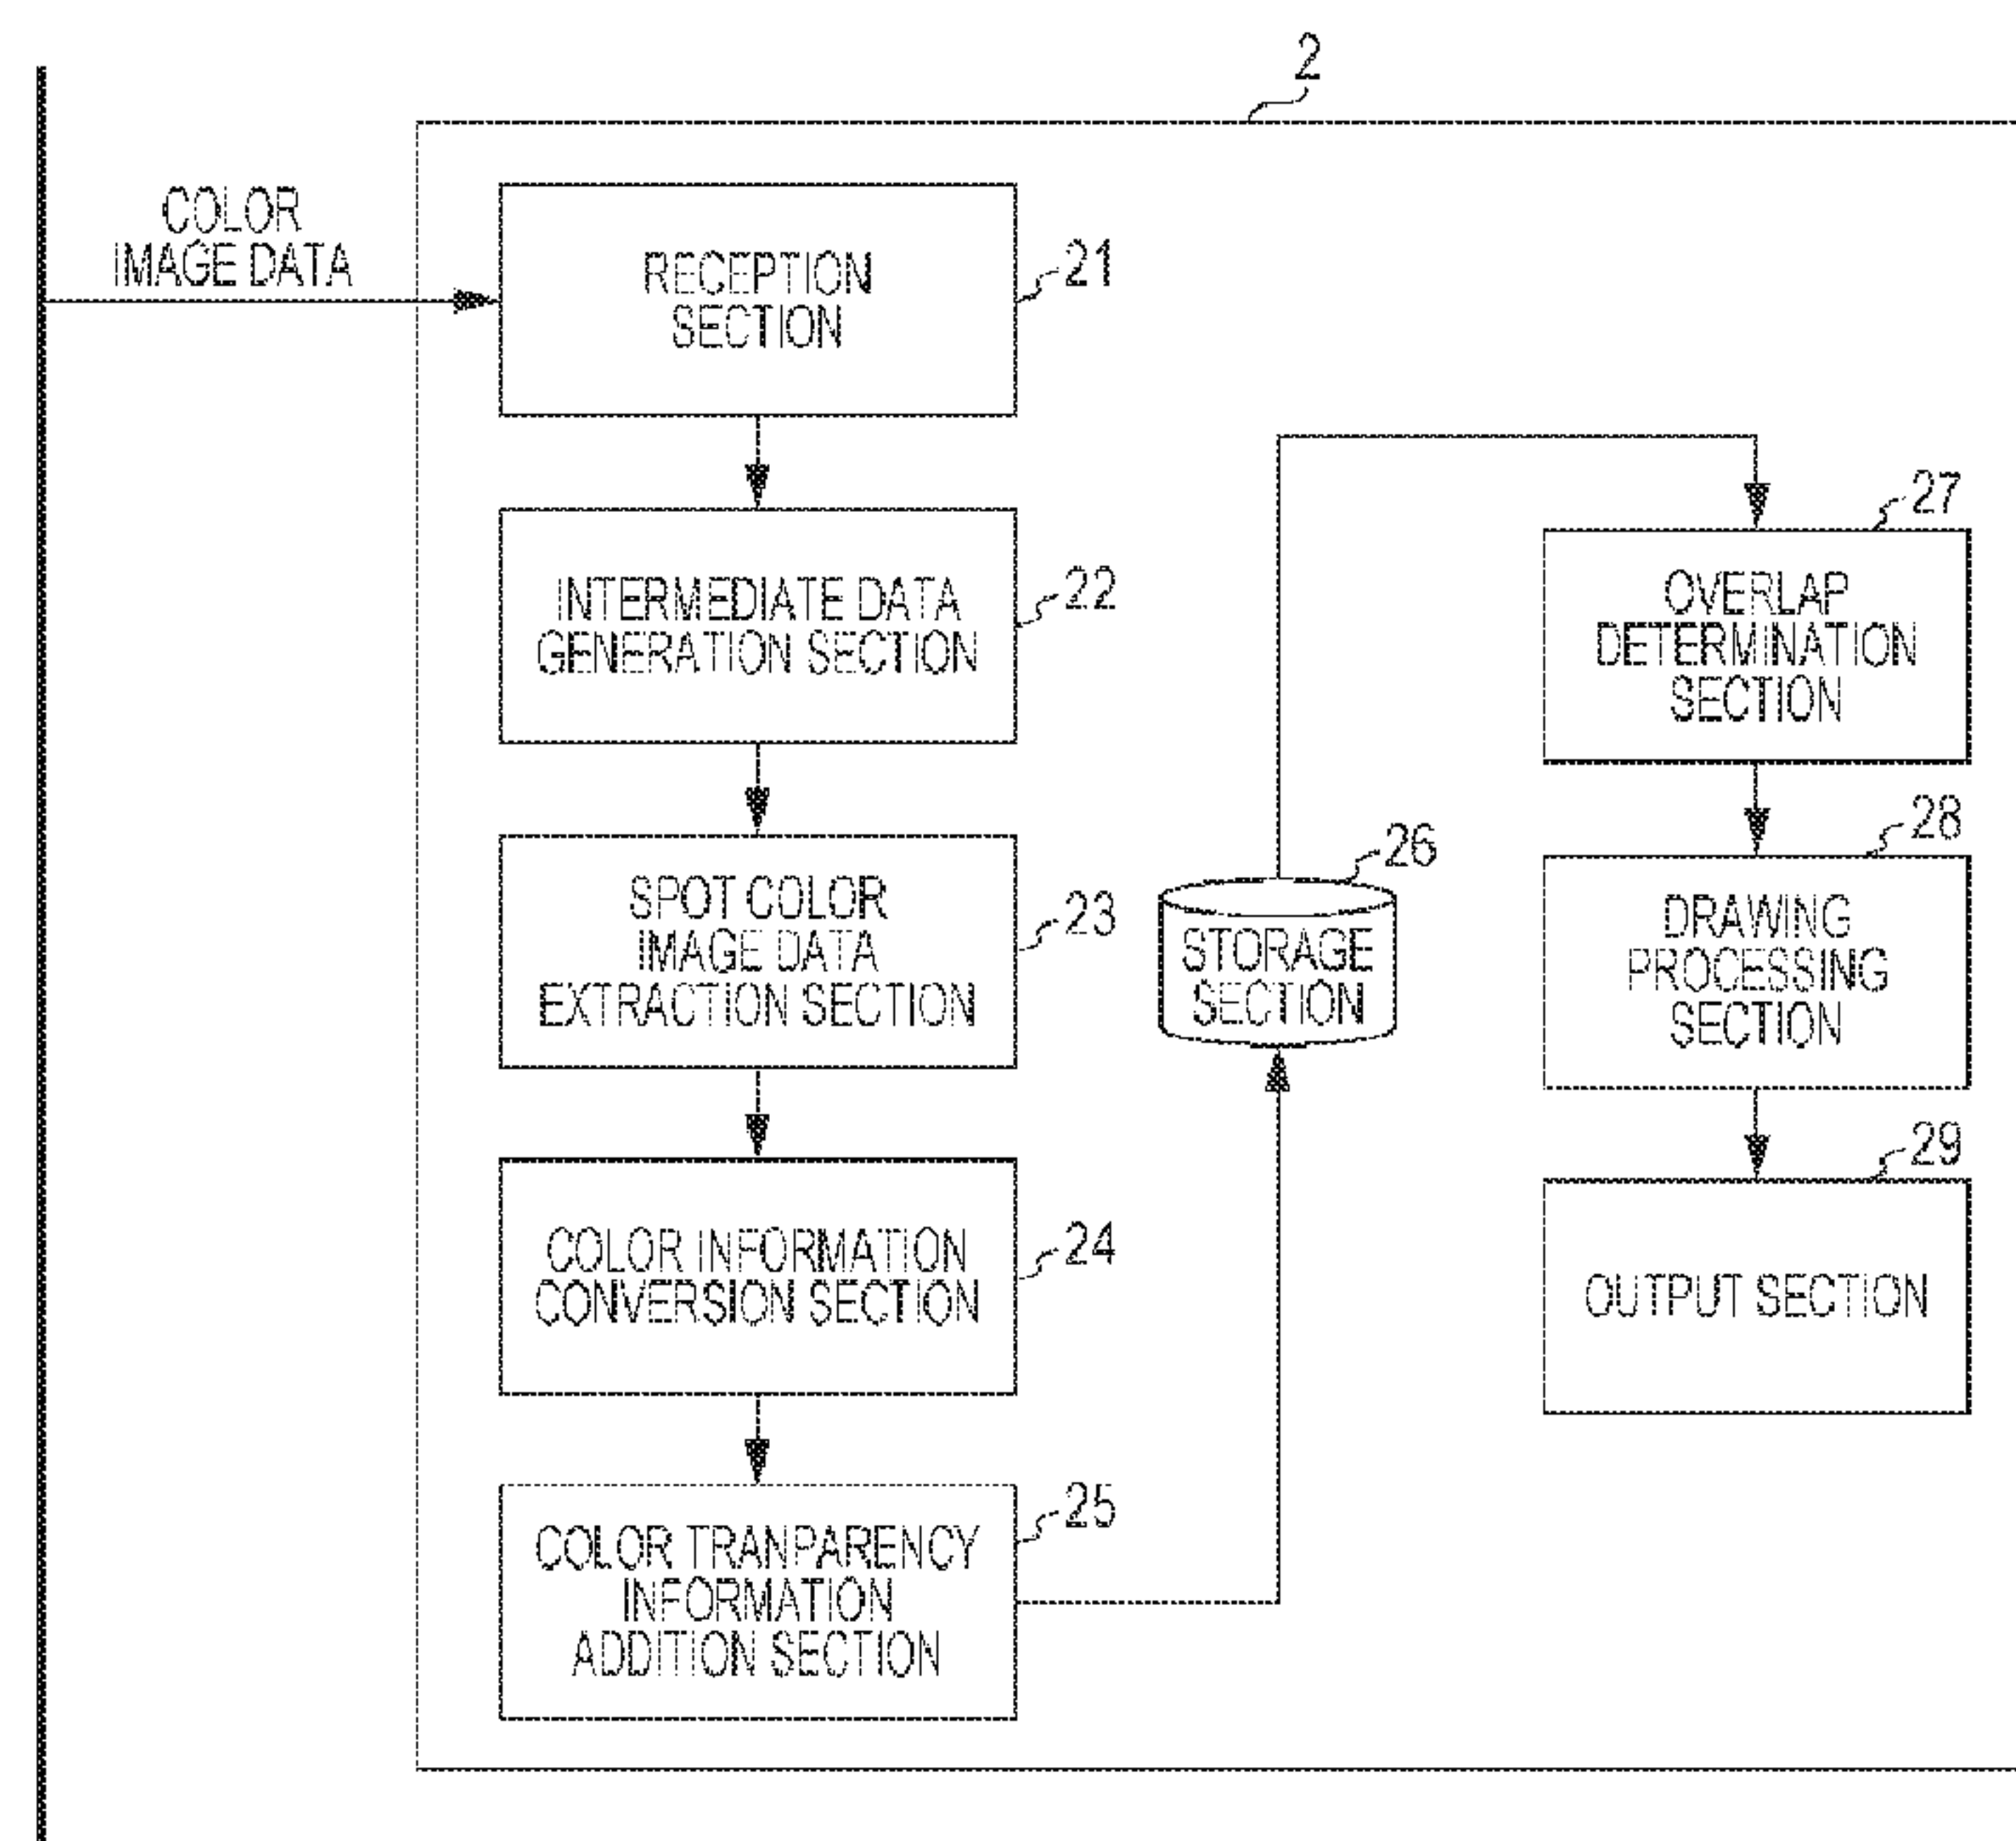 2
COLOR
IMAGE DATA
RECEPTION
SECTION
21
INTERMEDIATE DATA
GENERATION SECTION
22
SPOT COLOR
IMAGE DATA
EXTRACTION SECTION
23
COLOR INFORMATION
CONVERSION SECTION
24
COLOR TRANPARENCY
INFORMATION
ADDITION SECTION
25
STORAGE
SECTION
26
OVERLAP
DETERMINATION
SECTION
27
DRAWING
PROCESSING
SECTION
28
OUTPUT SECTION
29